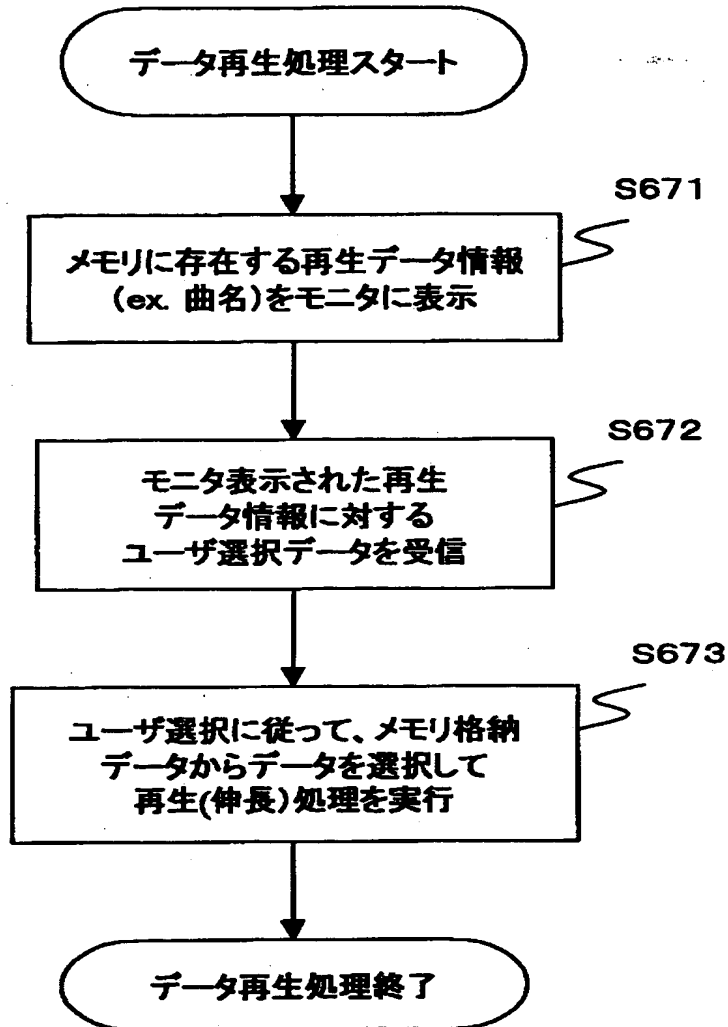 データ再生処理スタート
S671
メモリに存在する再生データ情報
(ex. 曲名)をモニタに表示
S672
モニタ表示された再生
データ情報に対する
ユーザ選択データを受信
S673
ユーザ選択に従って、メモリ格納
データからデータを選択して
再生(伸長)処理を実行
データ再生処理終了